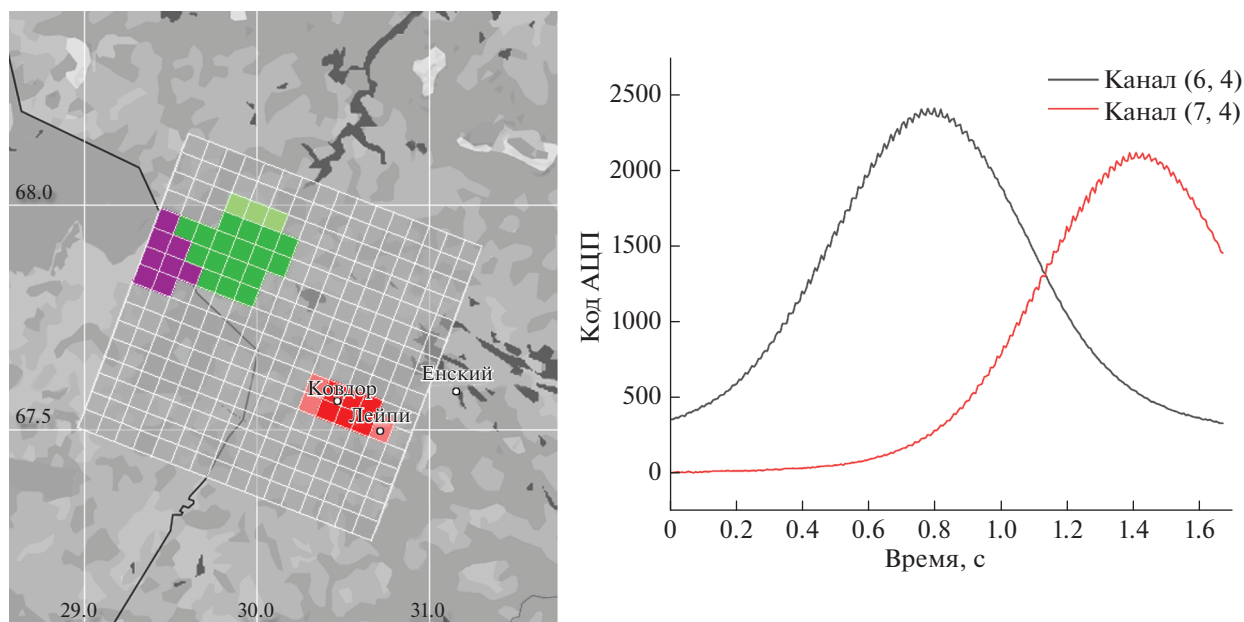 68.0
67.5
29.0
30.0
31.0
Ковдор
Лейпи
Енский
Код АЦП
2500
2000
1500
1000
500
0
Канал (6, 4)
Канал (7, 4)
0
0.2
0.4
0.6
0.8
1.0
1.2
1.4
1.6
Время, с